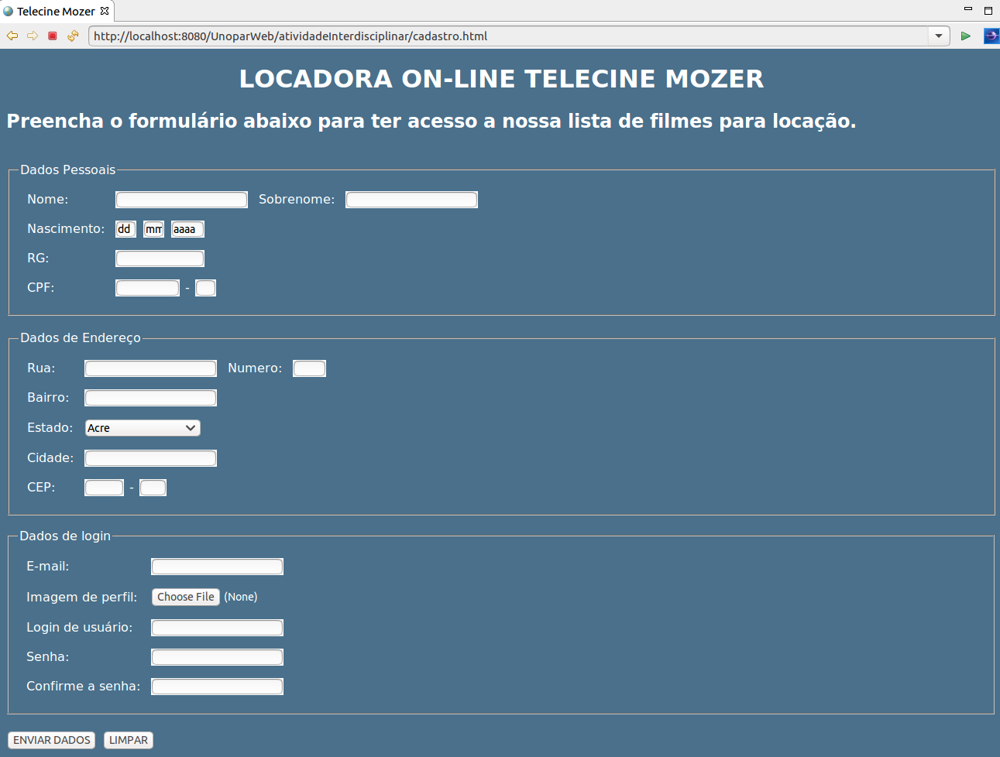 Telecine Mozer
http://localhost:8080/UnoparWeb/atividadeInterdisciplinar/cadastro.html
LOCADORA ON-LINE TELECINE MOZER
Preencha o formulário abaixo para ter acesso a nossa lista de filmes para locação.
Dados Pessoais
Nome: Sobrenome:
Nascimento: dd mm aaaa
RG:
CPF: -
Dados de Endereço
Rua: Numero:
Bairro:
Estado: Acre
Cidade:
CEP: -
Dados de login
E-mail:
Imagem de perfil: Choose File (None)
Login de usuário:
Senha:
Confirme a senha:
ENVIAR DADOS LIMPAR